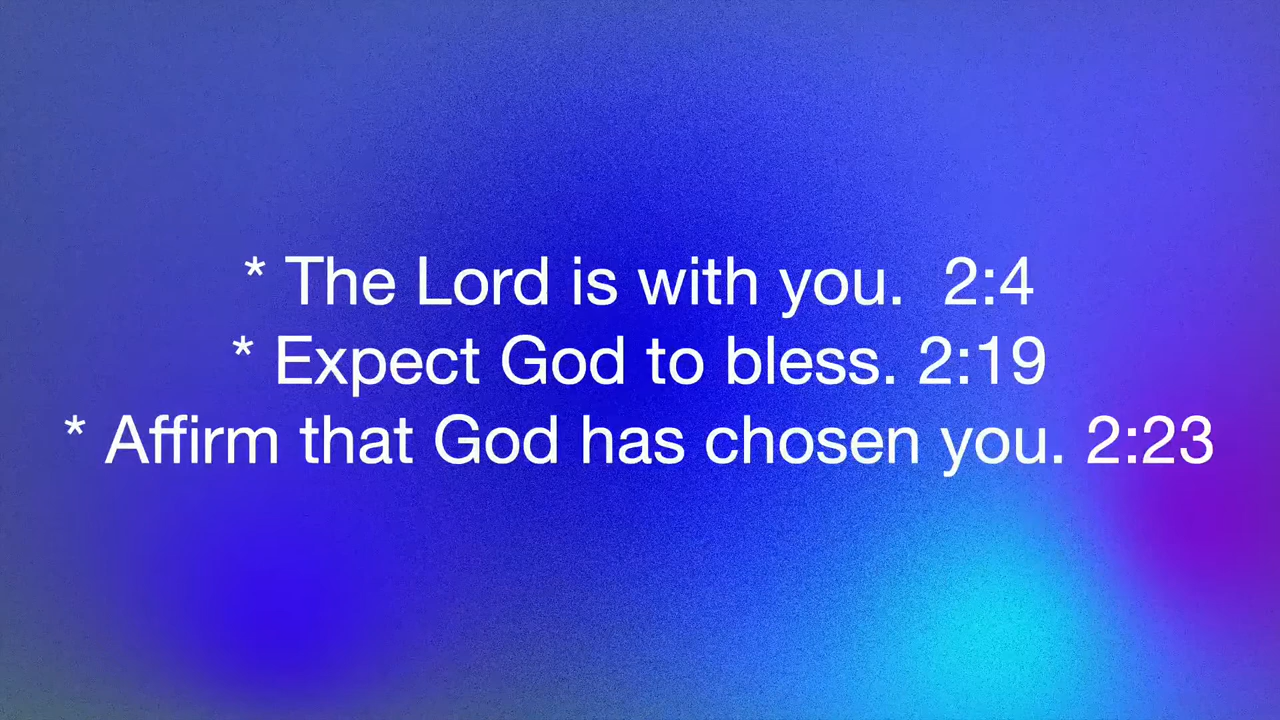 * The Lord is with you.  2:4
* Expect God to bless. 2:19
* Affirm that God has chosen you. 2:23